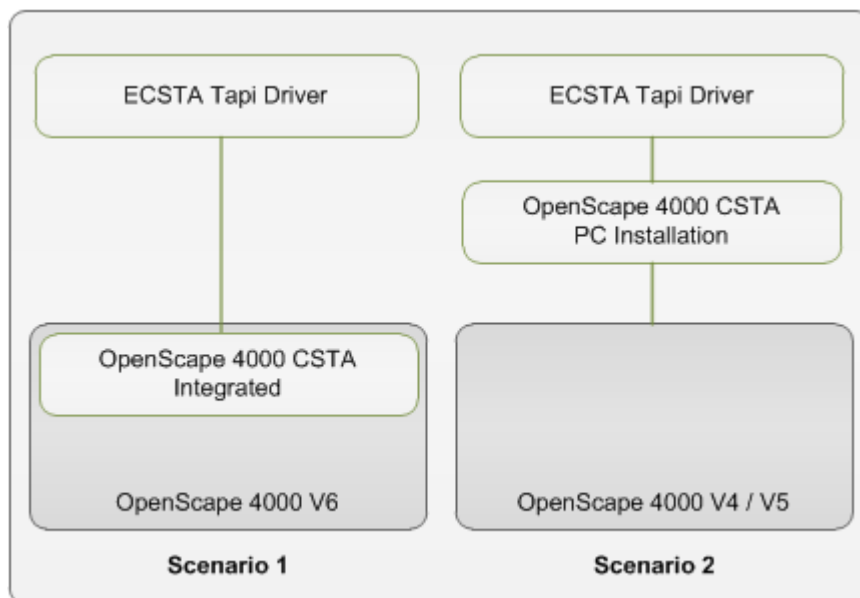 ECSTA Tapi Driver
OpenScape 4000 CSTA
Integrated
OpenScape 4000 V6
Scenario 1
ECSTA Tapi Driver
OpenScape 4000 CSTA
PC Installation
OpenScape 4000 V4 / V5
Scenario 2